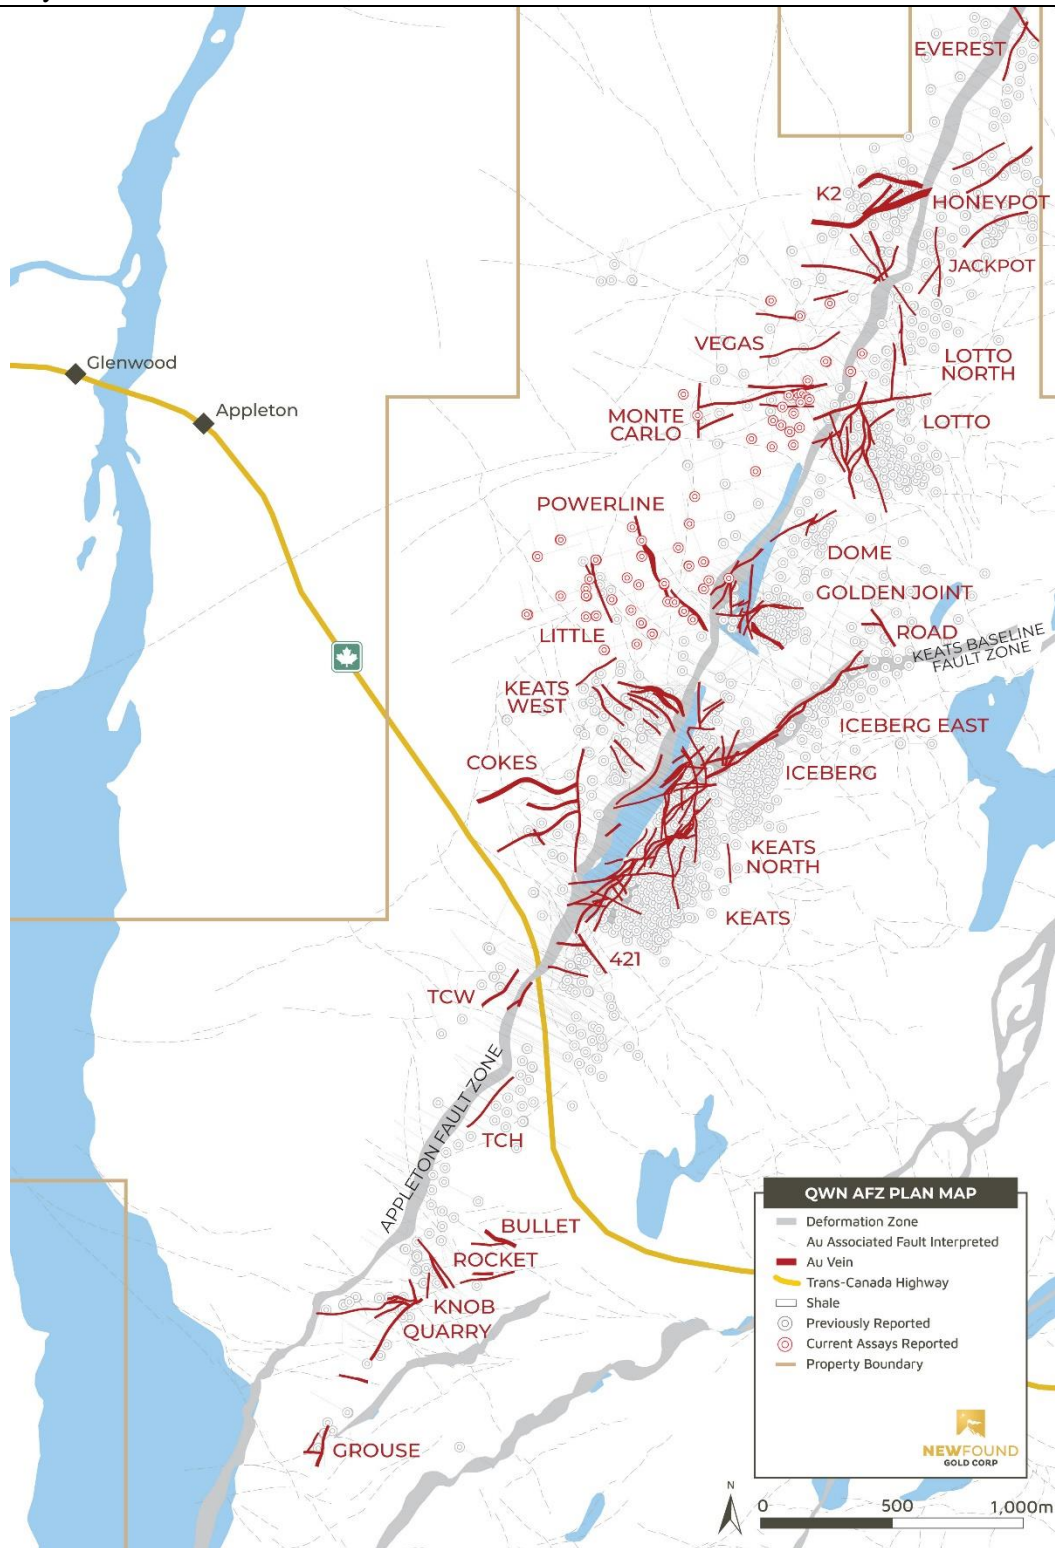 EVEREST
K2
HONEYPOT
JACKPOT
VEGAS
LOTTO
NORTH
Glenwood
Appleton
MONTE
CARLO
LOTTO
POWERLINE
DOME
GOLDEN JOINT
LITTLE
ROAD
KEATS BASELINE
FAULT ZONE
KEATS
WEST
ICEBERG EAST
COKES
ICEBERG
KEATS
NORTH
KEATS
421
TCW
APPLETON FAULT ZONE
TCH
BULLET
ROCKET
KNOB
QUARRY
GROUSE
QWN AFZ PLAN MAP
Deformation Zone
Au Associated Fault Interpreted
Au Vein
Trans-Canada Highway
Shale
Previously Reported
Current Assays Reported
Property Boundary
NEWFOUND
GOLD CORP
N
0 500 1,000m